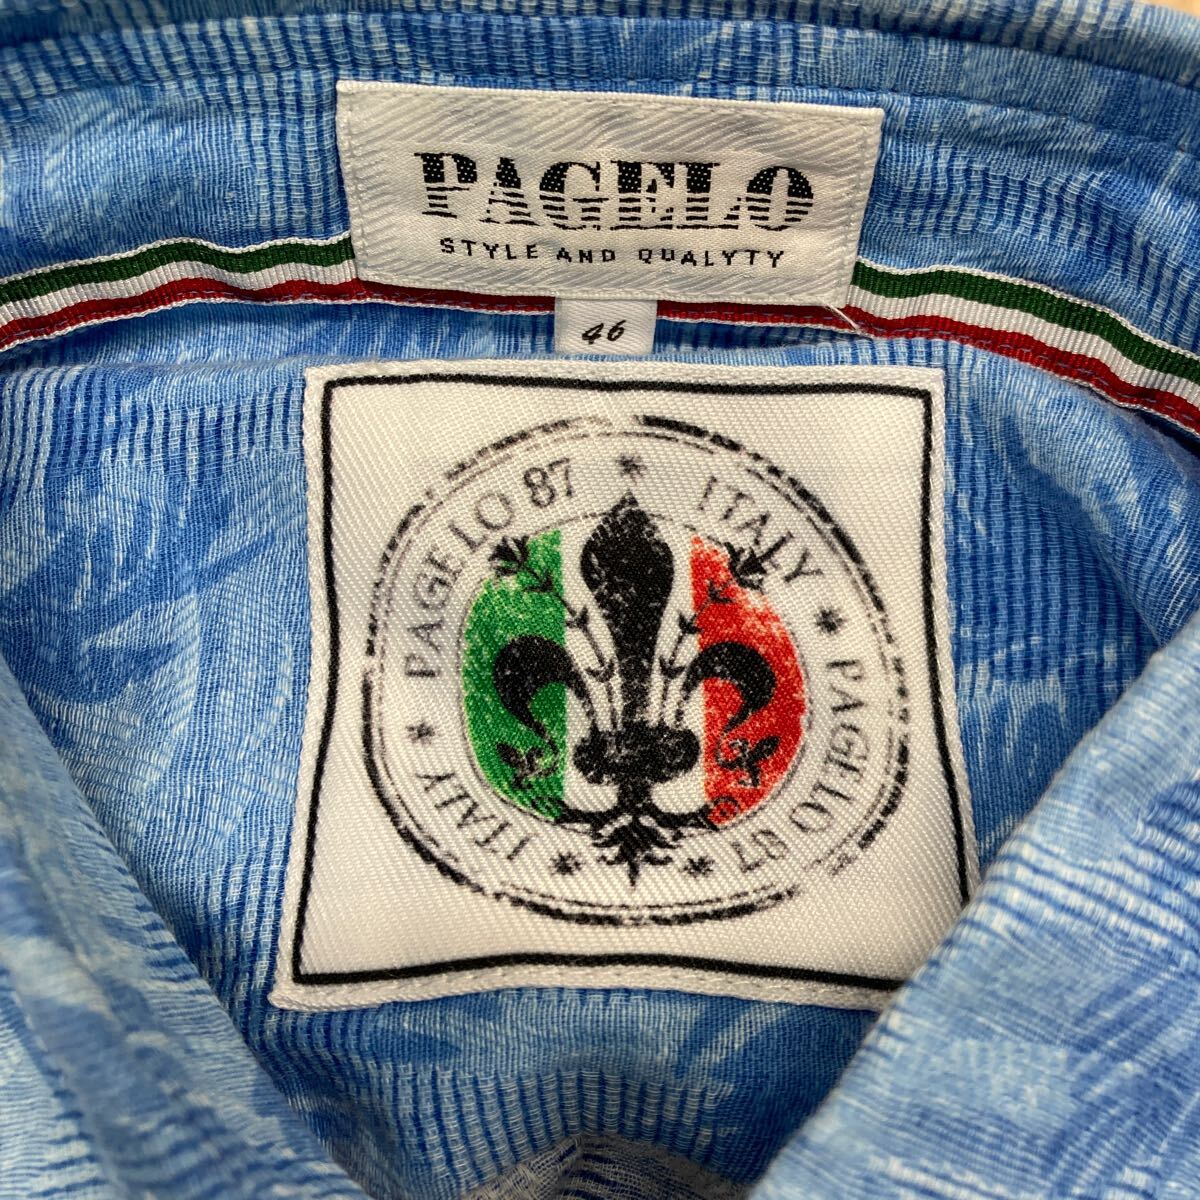 PAGELO
STYLE AND QUALYTY
46
PAGELO 87 * ITALY * PAGELO 87 * ITALY *